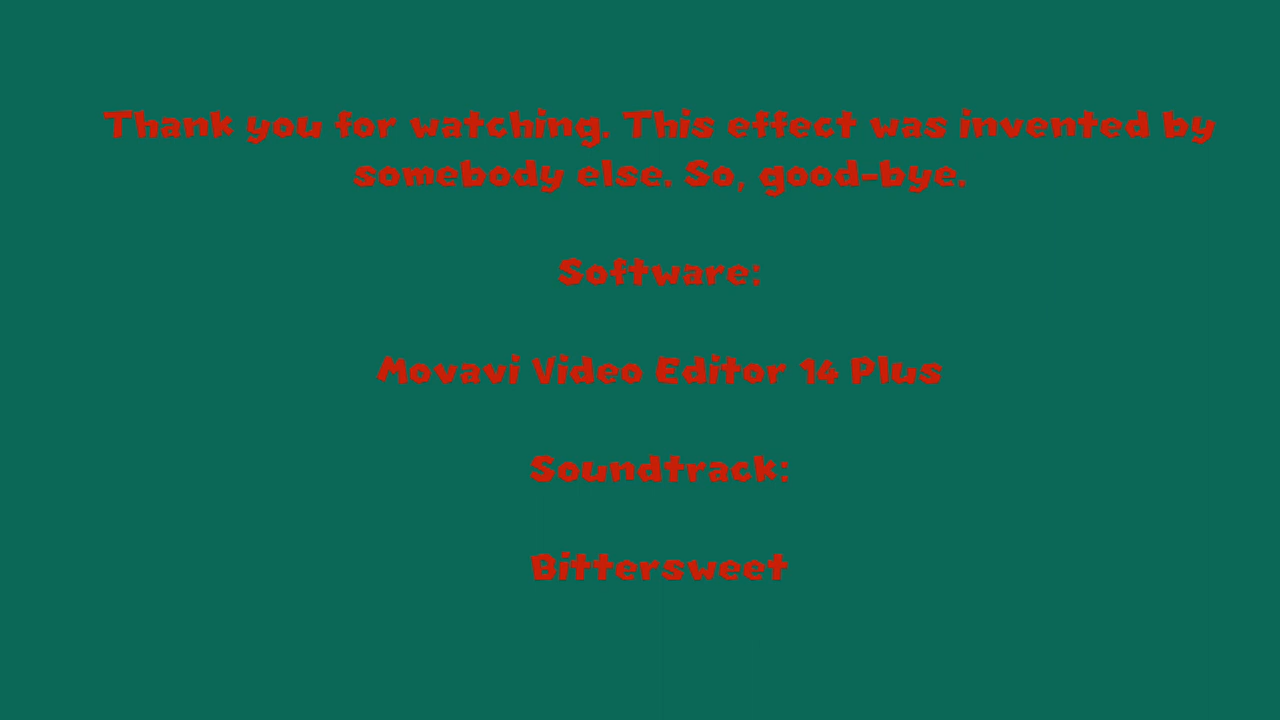 Thank you for watching. This effect was invented by
somebody else. So, good-bye.
Software:
Movavi Video Editor 14 Plus
Soundtrack:
Bittersweet